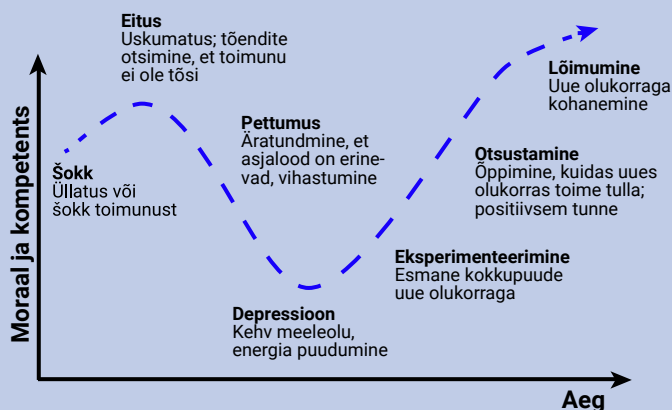 Eitus
Uskumatus; tõendite
otsimine, et toimunu
ei ole tõsi
Lõimumine
Uue olukorraga
kohanemine
Pettumus
Äratundmine, et
asjalood on erine-
vad, vihastumine
Otsustamine
Õppimine, kuidas uues
olukorras toime tulla;
positiivsem tunne
Šokk
Üllatus või
šokk toimunust
Eksperimenteerimine
Esmane kokkupuude
uue olukorraga
Depressioon
Kehv meeleolu,
energia puudumine
Moraal ja kompetents
Aeg